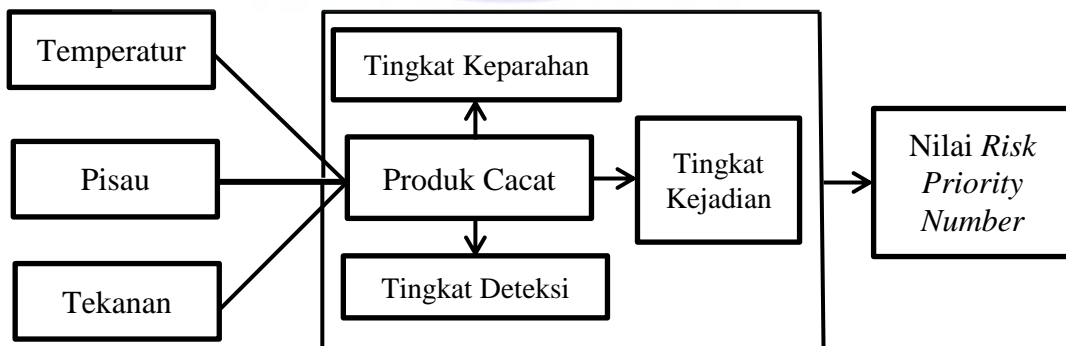 Temperatur
Tingkat Keparahan
Pisau
Produk Cacat
Tingkat
Kejadian
Nilai Risk
Priority
Number
Tekanan
Tingkat Deteksi